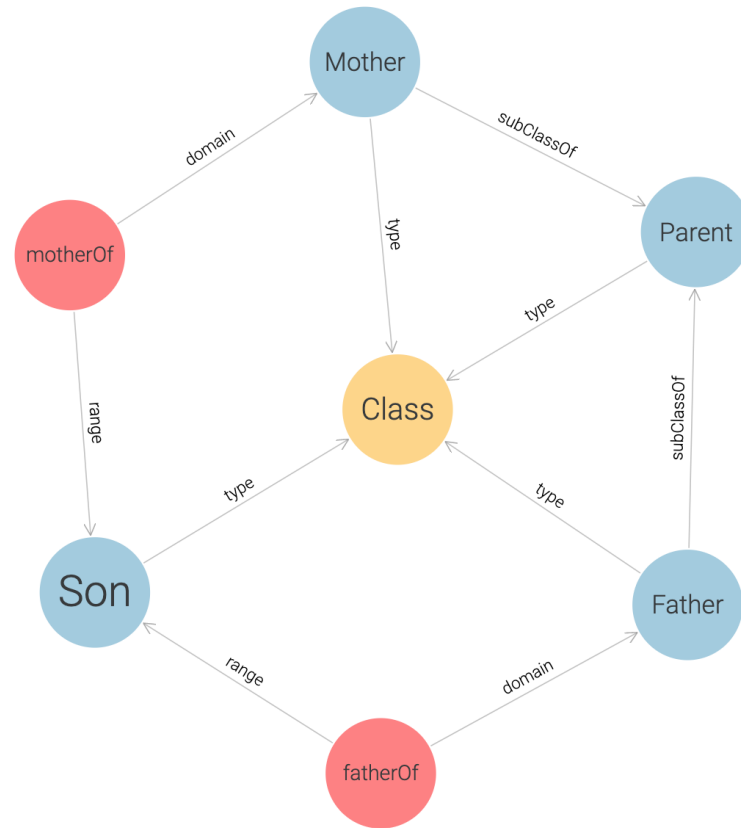 Mother
domain
subClassOf
motherOf
type
Parent
type
range
Class
subClassOf
type
type
Son
Father
range
domain
fatherOf